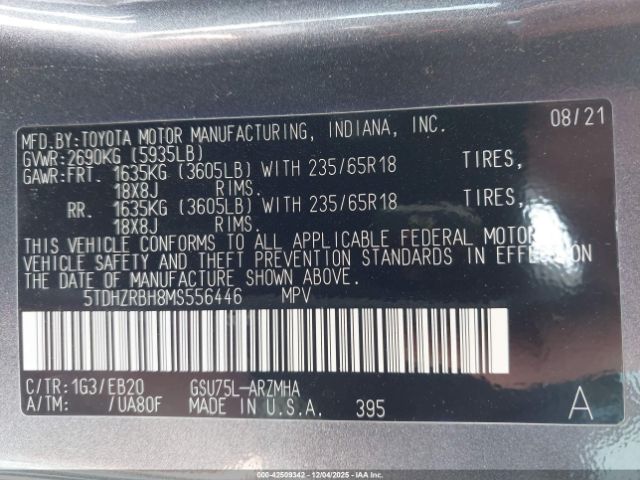 08/21
MFD.BY:TOYOTA MOTOR MANUFACTURING, INDIANA, INC.
GVWR:2690KG (5935LB)
GAWR:FRT. 1635KG (3605LB) WITH 235/65R18 TIRES,
18X8J RIMS.
RR. 1635KG (3605LB) WITH 235/65R18 TIRES,
18X8J RIMS.
THIS VEHICLE CONFORMS TO ALL APPLICABLE FEDERAL MOTOR
VEHICLE SAFETY AND THEFT PREVENTION STANDARDS IN EFFECT ON
THE DATE OF MANUFACTURE SHOWN ABOVE.
5TDHZRBH8MS556446 MPV
C/TR:1G3/EB20 GSU75L-ARZMHA
A/TM: /UA80F MADE IN U.S.A. 395 A
000-42509342 - 12/04/2025 - IAAI.COM